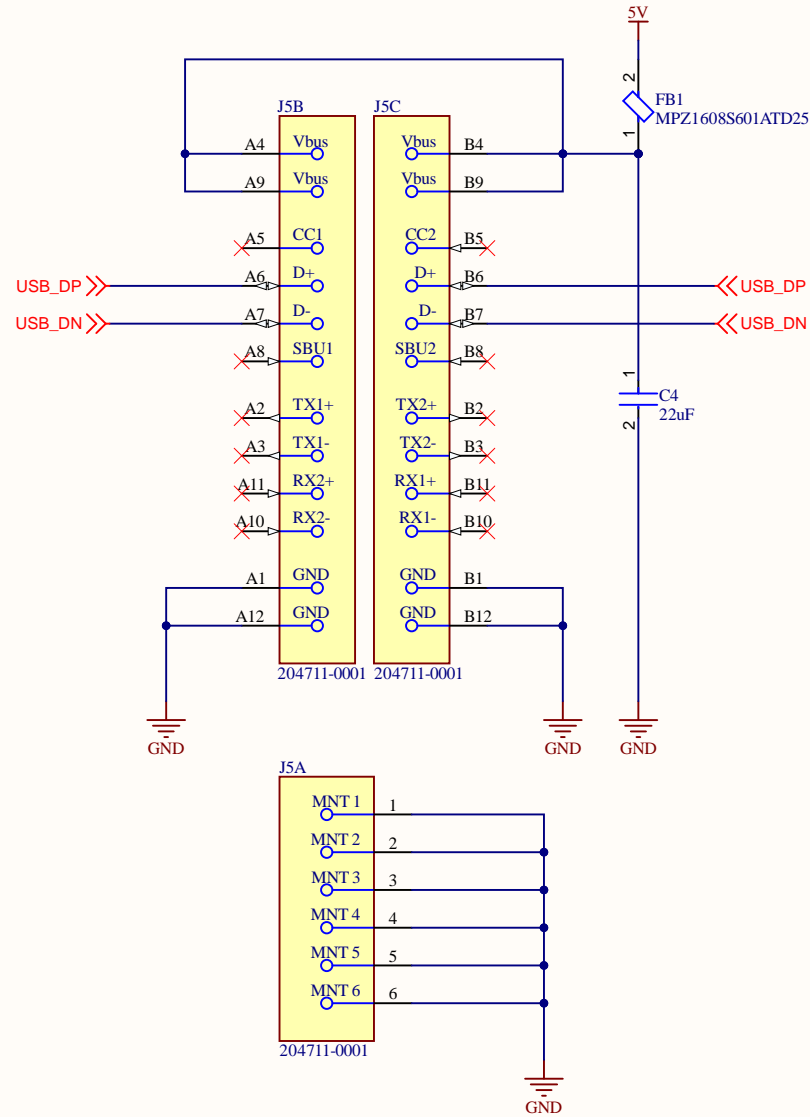 5V
2
FB1
MPZ1608S601ATD25
1
J5B
J5C
A4 Vbus
Vbus B4
A9 Vbus
Vbus B9
A5 CC1
CC2 B5
USB_DP A6 D+
D+ B6 USB_DP
USB_DN A7 D-
D- B7 USB_DN
A8 SBU1
SBU2 B8
1
C4
22uF
2
A2 TX1+
TX2+ B2
A3 TX1-
TX2- B3
A11 RX2+
RX1+ B11
A10 RX2-
RX1- B10
A1 GND
GND B1
A12 GND
GND B12
204711-0001
204711-0001
GND
GND
GND
J5A
MNT 1 1
MNT 2 2
MNT 3 3
MNT 4 4
MNT 5 5
MNT 6 6
204711-0001
GND